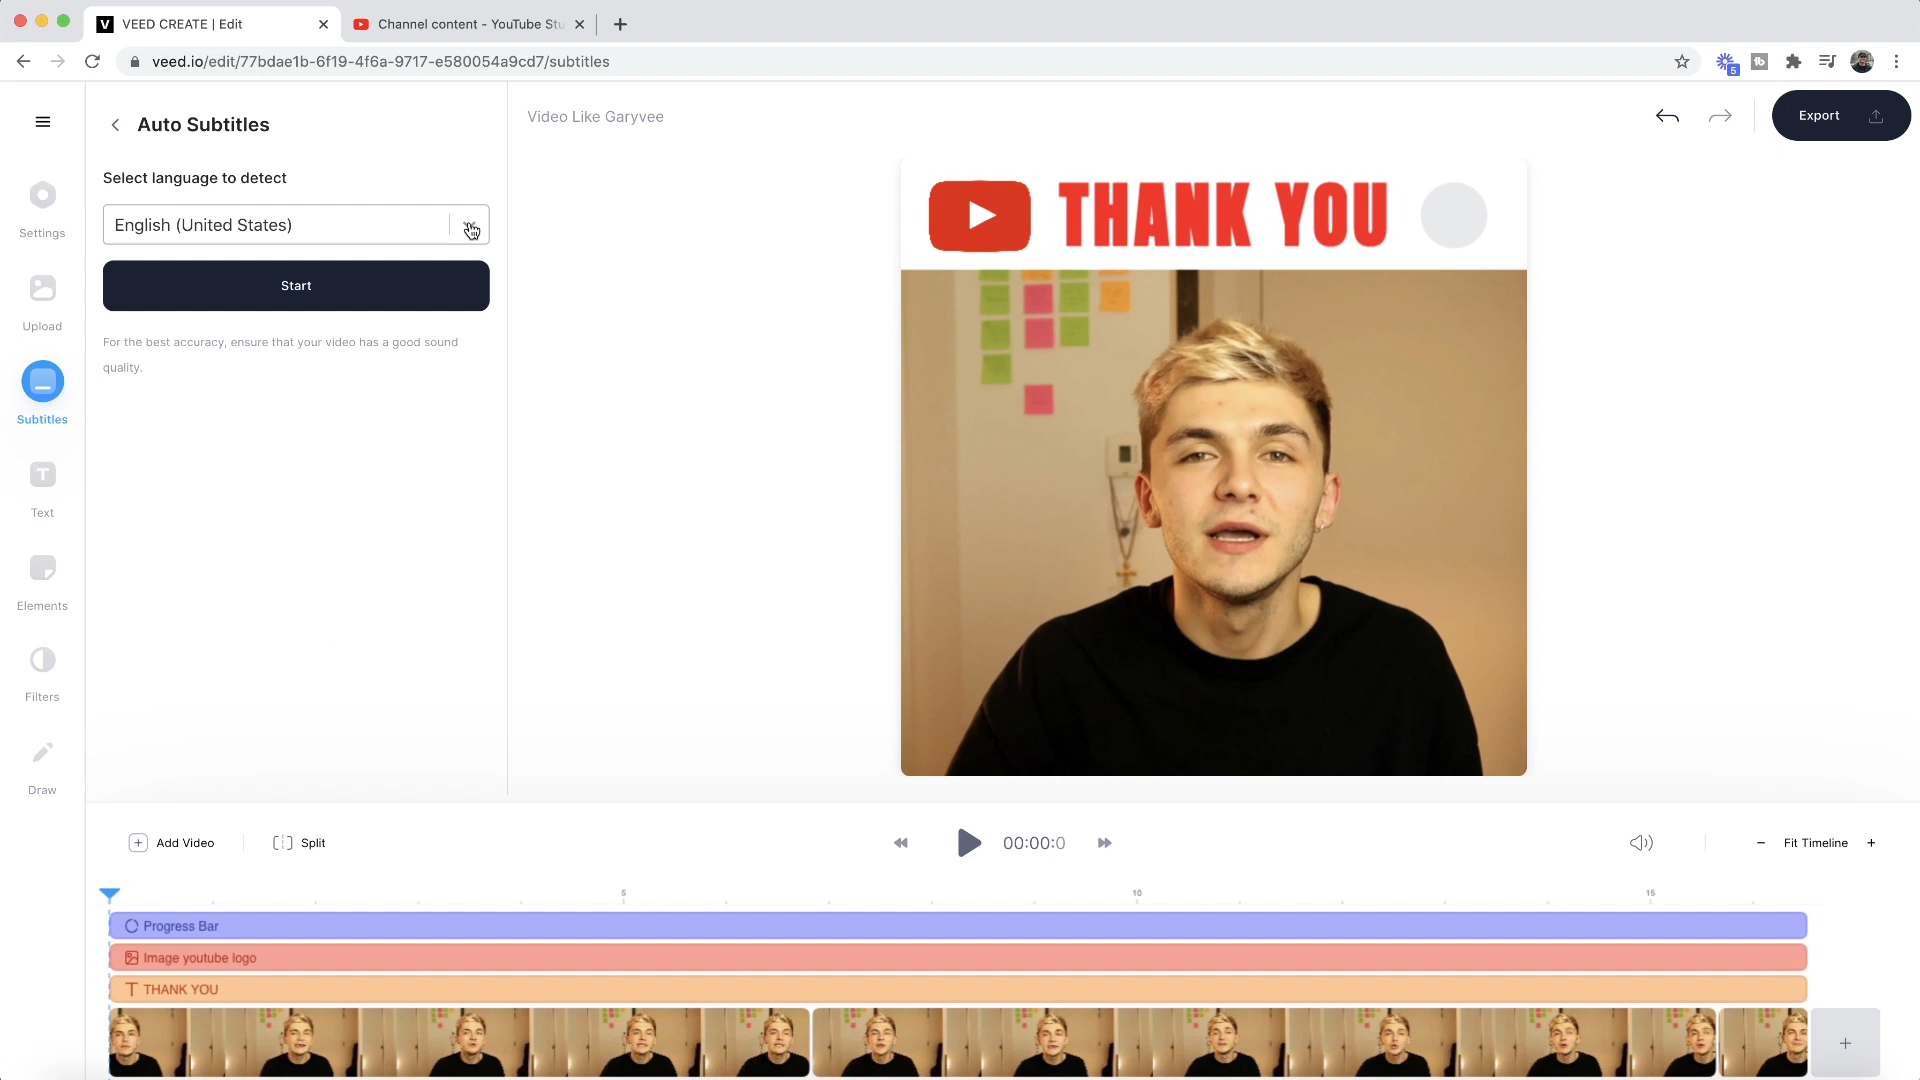 VEED CREATE | Edit
Channel content - YouTube Stu
veed.io/edit/77bdae1b-6f19-4f6a-9717-e580054a9cd7/subtitles
5
Auto Subtitles
Video Like Garyvee
Export
Select language to detect
English (United States)
Start
For the best accuracy, ensure that your video has a good sound
quality.
THANK YOU
Settings
Upload
Subtitles
Text
Elements
Filters
Draw
Add Video
Split
00:00:0
Fit Timeline
5
10
15
Progress Bar
Image youtube logo
THANK YOU